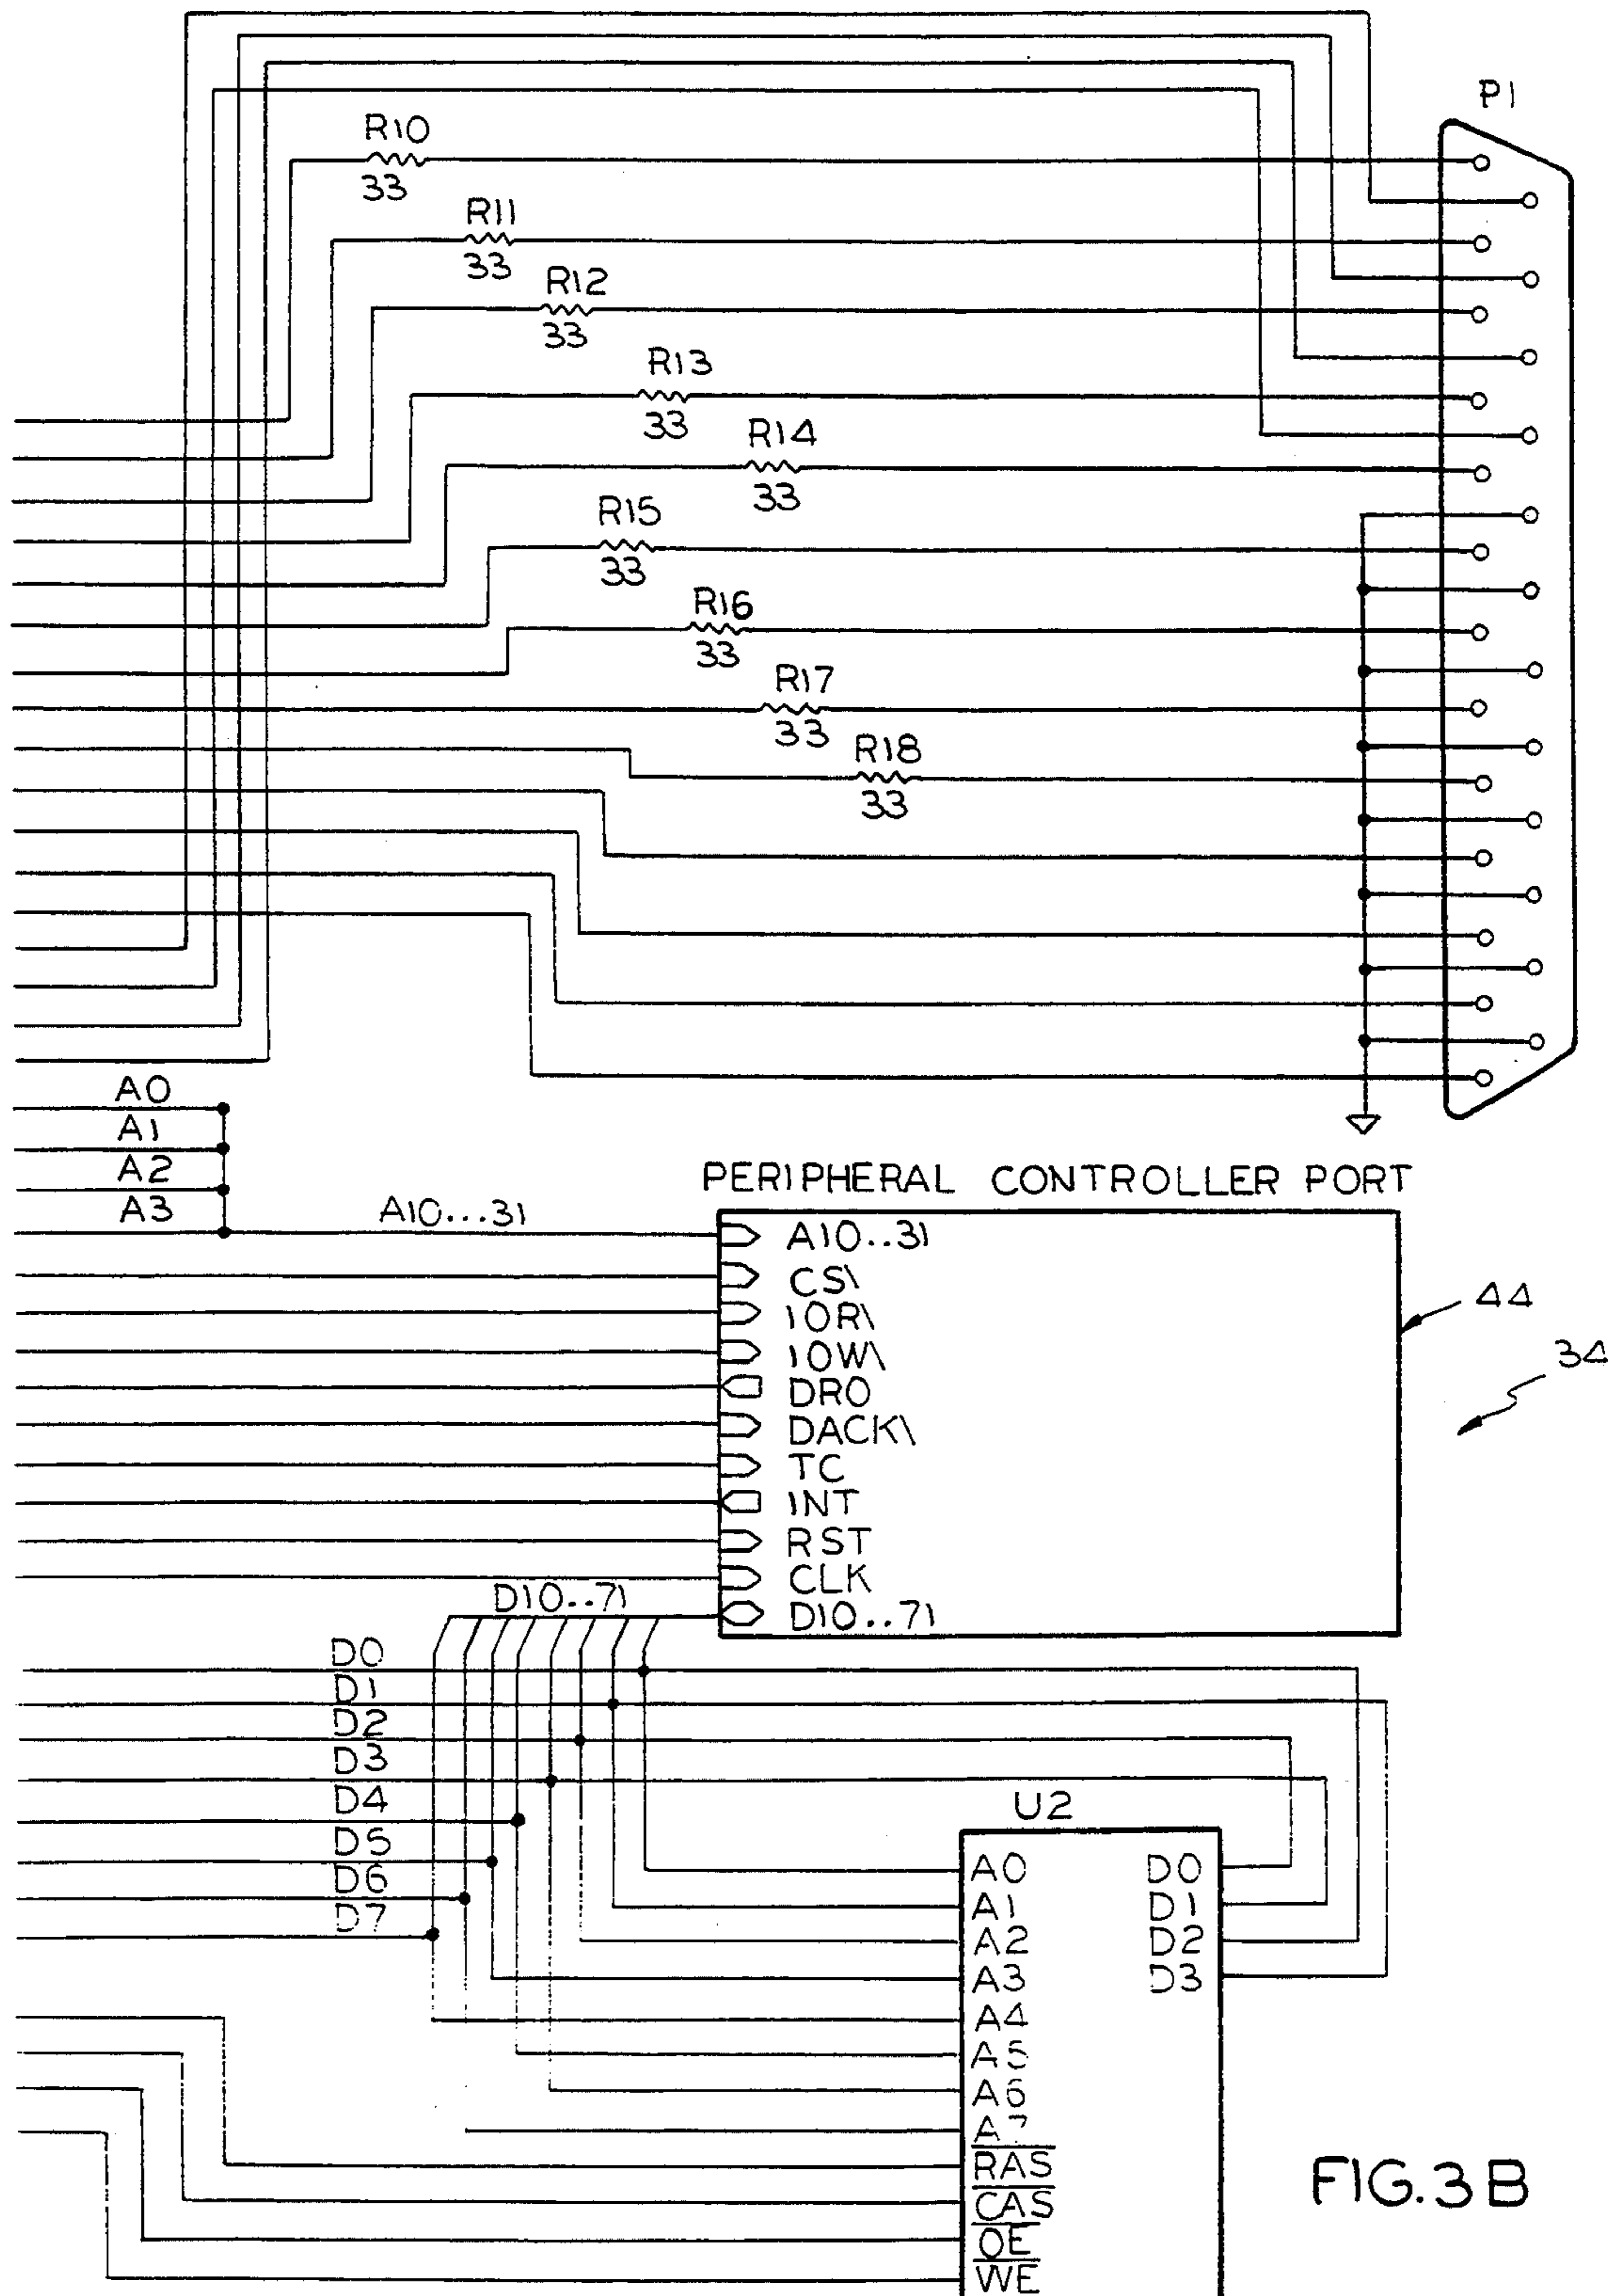 P1
R10
33
R11
33
R12
33
R13
33
R14
33
R15
33
R16
33
R17
33
R18
33
A0
A1
A2
A3
A10...31
PERIPHERAL CONTROLLER PORT
A10..31
CS\
IOR\
IOW\
DRO
DACK\
TC
INT
RST
CLK
D10..71
44
34
D10..71
D0
D1
D2
D3
D4
D5
D6
D7
U2
A0 D0
A1 D1
A2 D2
A3 D3
A4
A5
A6
RAS
CAS
OE
WE
FIG.3B